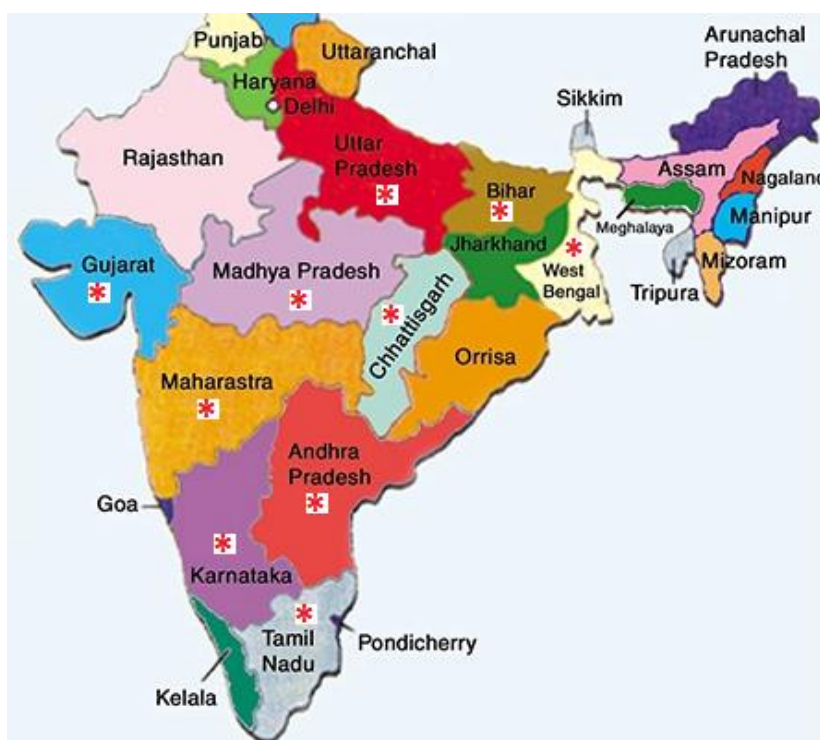 Punjab
Uttaranchal
Arunachal
Pradesh
Haryana
Delhi
Sikkim
Uttar
Pradesh
Rajasthan
Assam
Nagaland
Bihar
Manipur
Meghalaya
Jharkhand
Gujarat
Madhya Pradesh
West
Bengal
Mizoram
Tripura
Chhattisgarh
Orrisa
Maharastra
Andhra
Pradesh
Goa
Karnataka
Tamil
Nadu
Pondicherry
Kelala